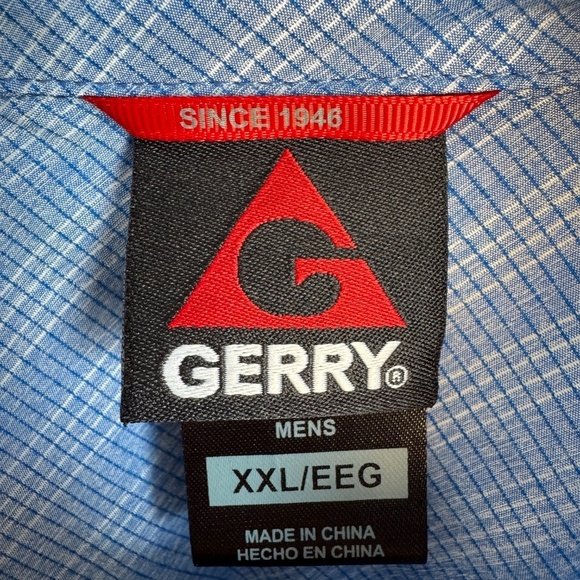 SINCE 1946
G
GERRY®
MENS
XXL/EEG
MADE IN CHINA
HECHO EN CHINA